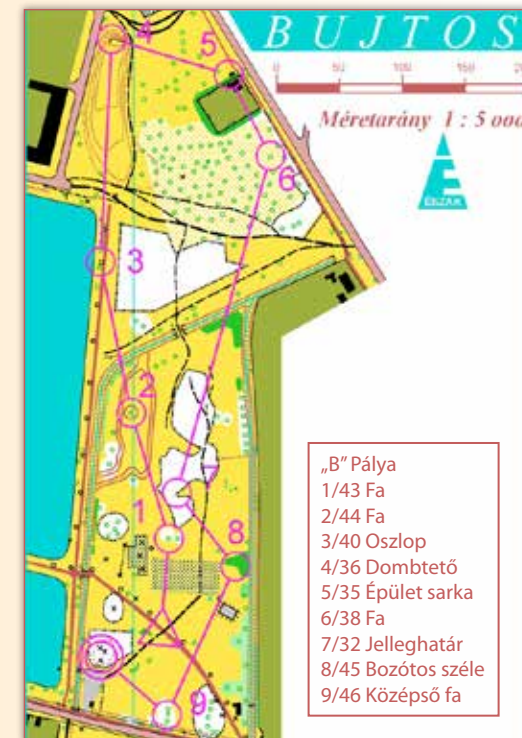 BUJTOS
0 50 100 150
Méretarány 1 : 5 000
ÉSZAK
4
5
6
3
2
1
8
9
„B” Pálya
1/43 Fa
2/44 Fa
3/40 Oszlop
4/36 Dombtető
5/35 Épület sarka
6/38 Fa
7/32 Jelleghatár
8/45 Bozótos széle
9/46 Középső fa